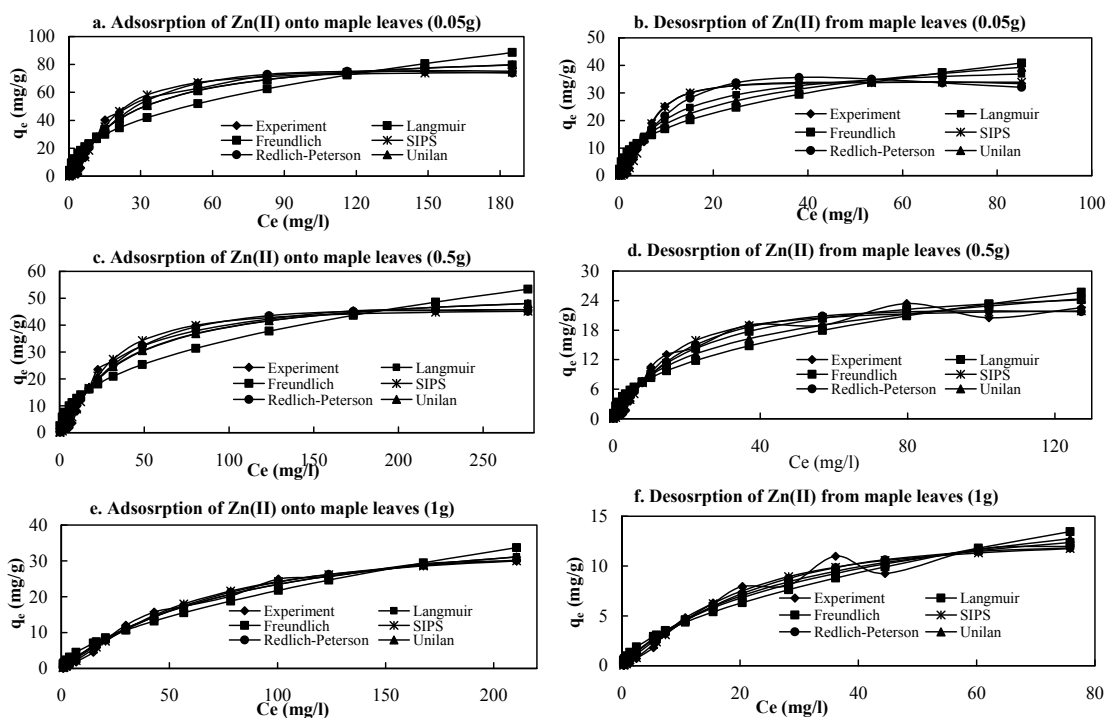 a. Adsosrption of Zn(II) onto maple leaves (0.05g)
100
80
60
40
20
0
qe (mg/g)
Experiment Langmuir
Freundlich SIPS
Redlich-Peterson Unilan
0 30 60 90 120 150 180
Ce (mg/l)
b. Desosrption of Zn(II) from maple leaves (0.05g)
50
40
30
20
10
0
qe (mg/g)
Experiment Langmuir
Freundlich SIPS
Redlich-Peterson Unilan
0 20 40 60 80 100
Ce (mg/l)
c. Adsosrption of Zn(II) onto maple leaves (0.5g)
60
50
40
30
20
10
0
qe (mg/g)
Experiment Langmuir
Freundlich SIPS
Redlich-Peterson Unilan
0 50 100 150 200 250
Ce (mg/l)
d. Desosrption of Zn(II) from maple leaves (0.5g)
30
24
18
12
6
0
qe (mg/g)
Experiment Langmuir
Freundlich SIPS
Redlich-Peterson Unilan
0 40 80 120
Ce (mg/l)
e. Adsosrption of Zn(II) onto maple leaves (1g)
40
30
20
10
0
qe (mg/g)
Experiment Langmuir
Freundlich SIPS
Redlich-Peterson Unilan
0 50 100 150 200
Ce (mg/l)
f. Desosrption of Zn(II) from maple leaves (1g)
15
10
5
0
qe (mg/g)
Experiment Langmuir
Freundlich SIPS
Redlich-Peterson Unilan
0 20 40 60 80
Ce (mg/l)